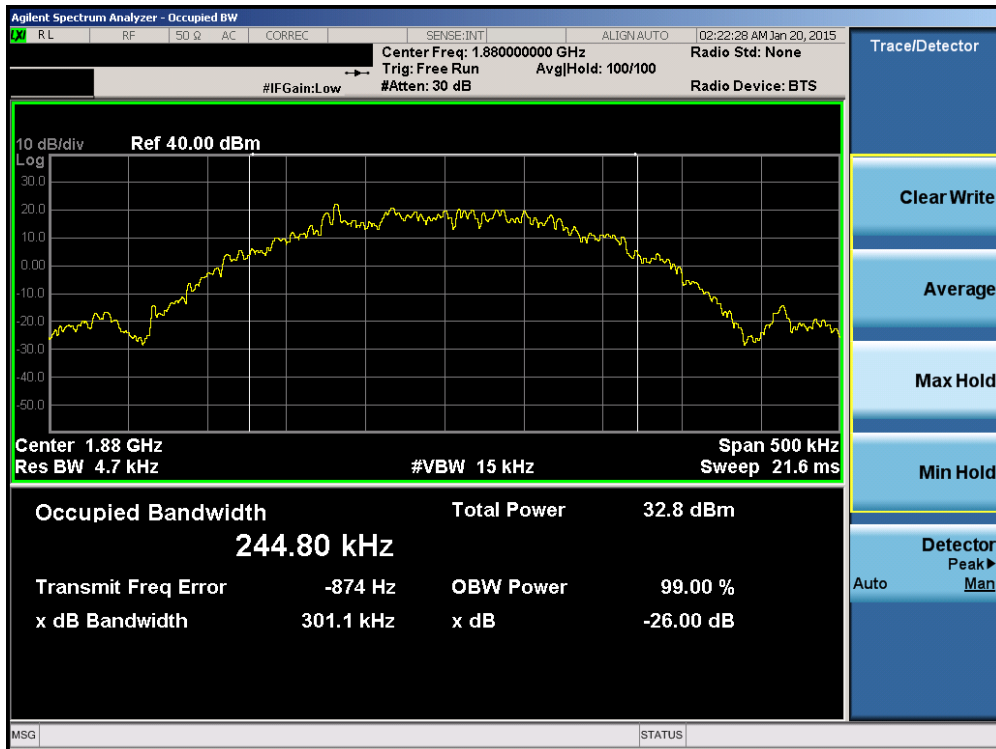 Agilent Spectrum Analyzer - Occupied BW
LXI RL RF 50 Ω AC CORREC SENSE:INT ALIGN AUTO 02:22:28 AM Jan 20, 2015
Center Freq: 1.880000000 GHz Radio Std: None
Trig: Free Run Avg|Hold: 100/100
#IFGain:Low #Atten: 30 dB Radio Device: BTS
10 dB/div Ref 40.00 dBm
Log
30.0
20.0
10.0
0.00
-10.0
-20.0
-30.0
-40.0
-50.0
Center 1.88 GHz Span 500 kHz
Res BW 4.7 kHz #VBW 15 kHz Sweep 21.6 ms
Occupied Bandwidth Total Power 32.8 dBm
244.80 kHz
Transmit Freq Error -874 Hz OBW Power 99.00 %
x dB Bandwidth 301.1 kHz x dB -26.00 dB
MSG STATUS
Trace/Detector
Clear Write
Average
Max Hold
Min Hold
Detector
Peak▶
Auto Man